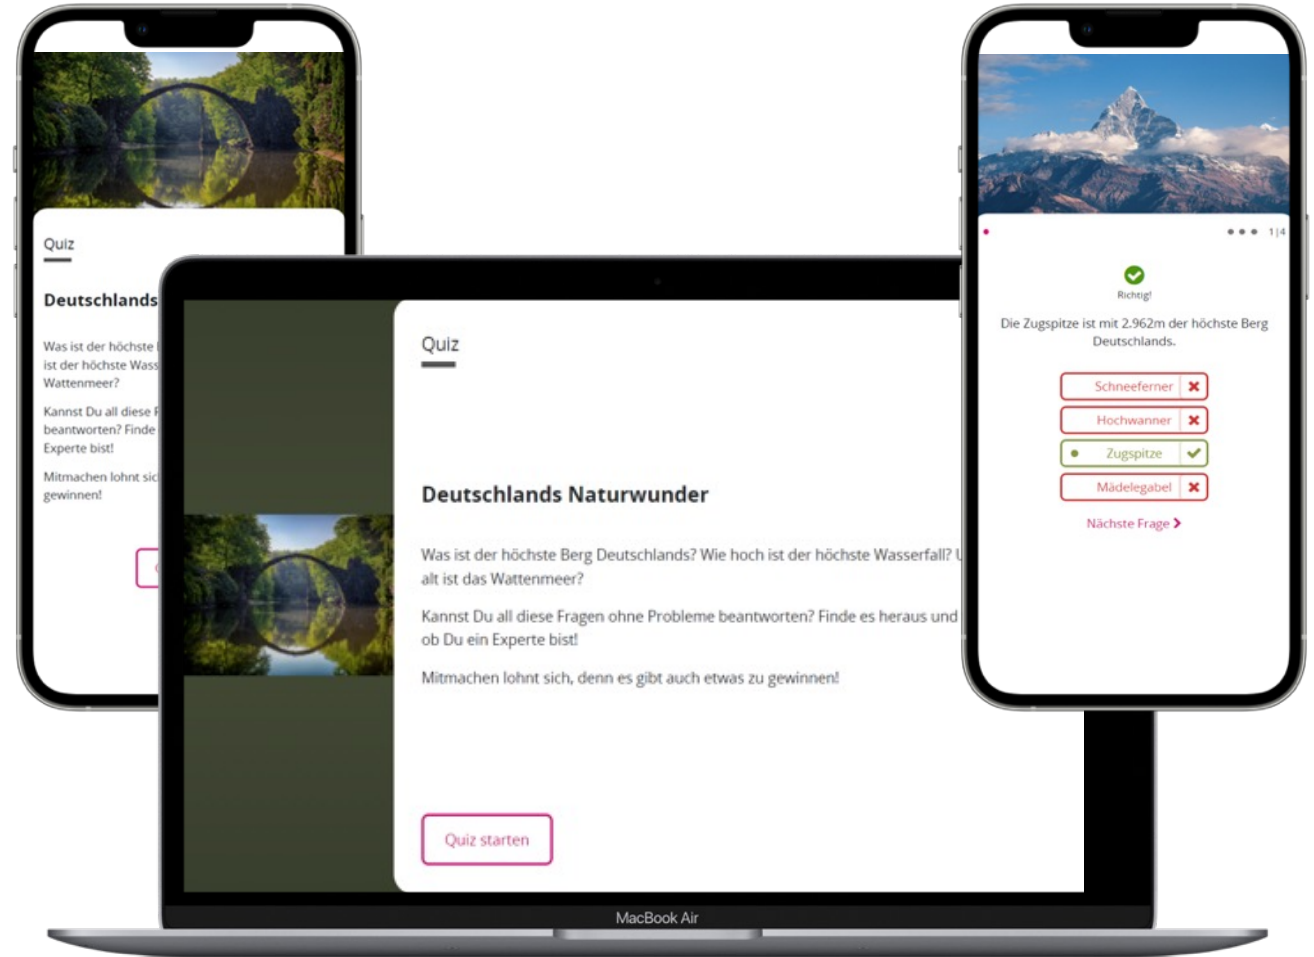 Quiz
Deutschlands
Was ist der höchste
ist der höchste
Wattenmeer?
Kannst Du all diese
beantworten? Finde
Experte bist!
Mitmachen lohnt
gewinnen!
Quiz
Deutschlands Naturwunder
Was ist der höchste Berg Deutschlands? Wie hoch ist der höchste Wasserfall?
alt ist das Wattenmeer?
Kannst Du all diese Fragen ohne Probleme beantworten? Finde es heraus und
ob Du ein Experte bist!
Mitmachen lohnt sich, denn es gibt auch etwas zu gewinnen!
Quiz starten
MacBook Air
1|4
Richtig!
Die Zugspitze ist mit 2.962m der höchste Berg
Deutschlands.
Schneeferner
Hochwanner
Zugspitze
Mädelegabel
Nächste Frage